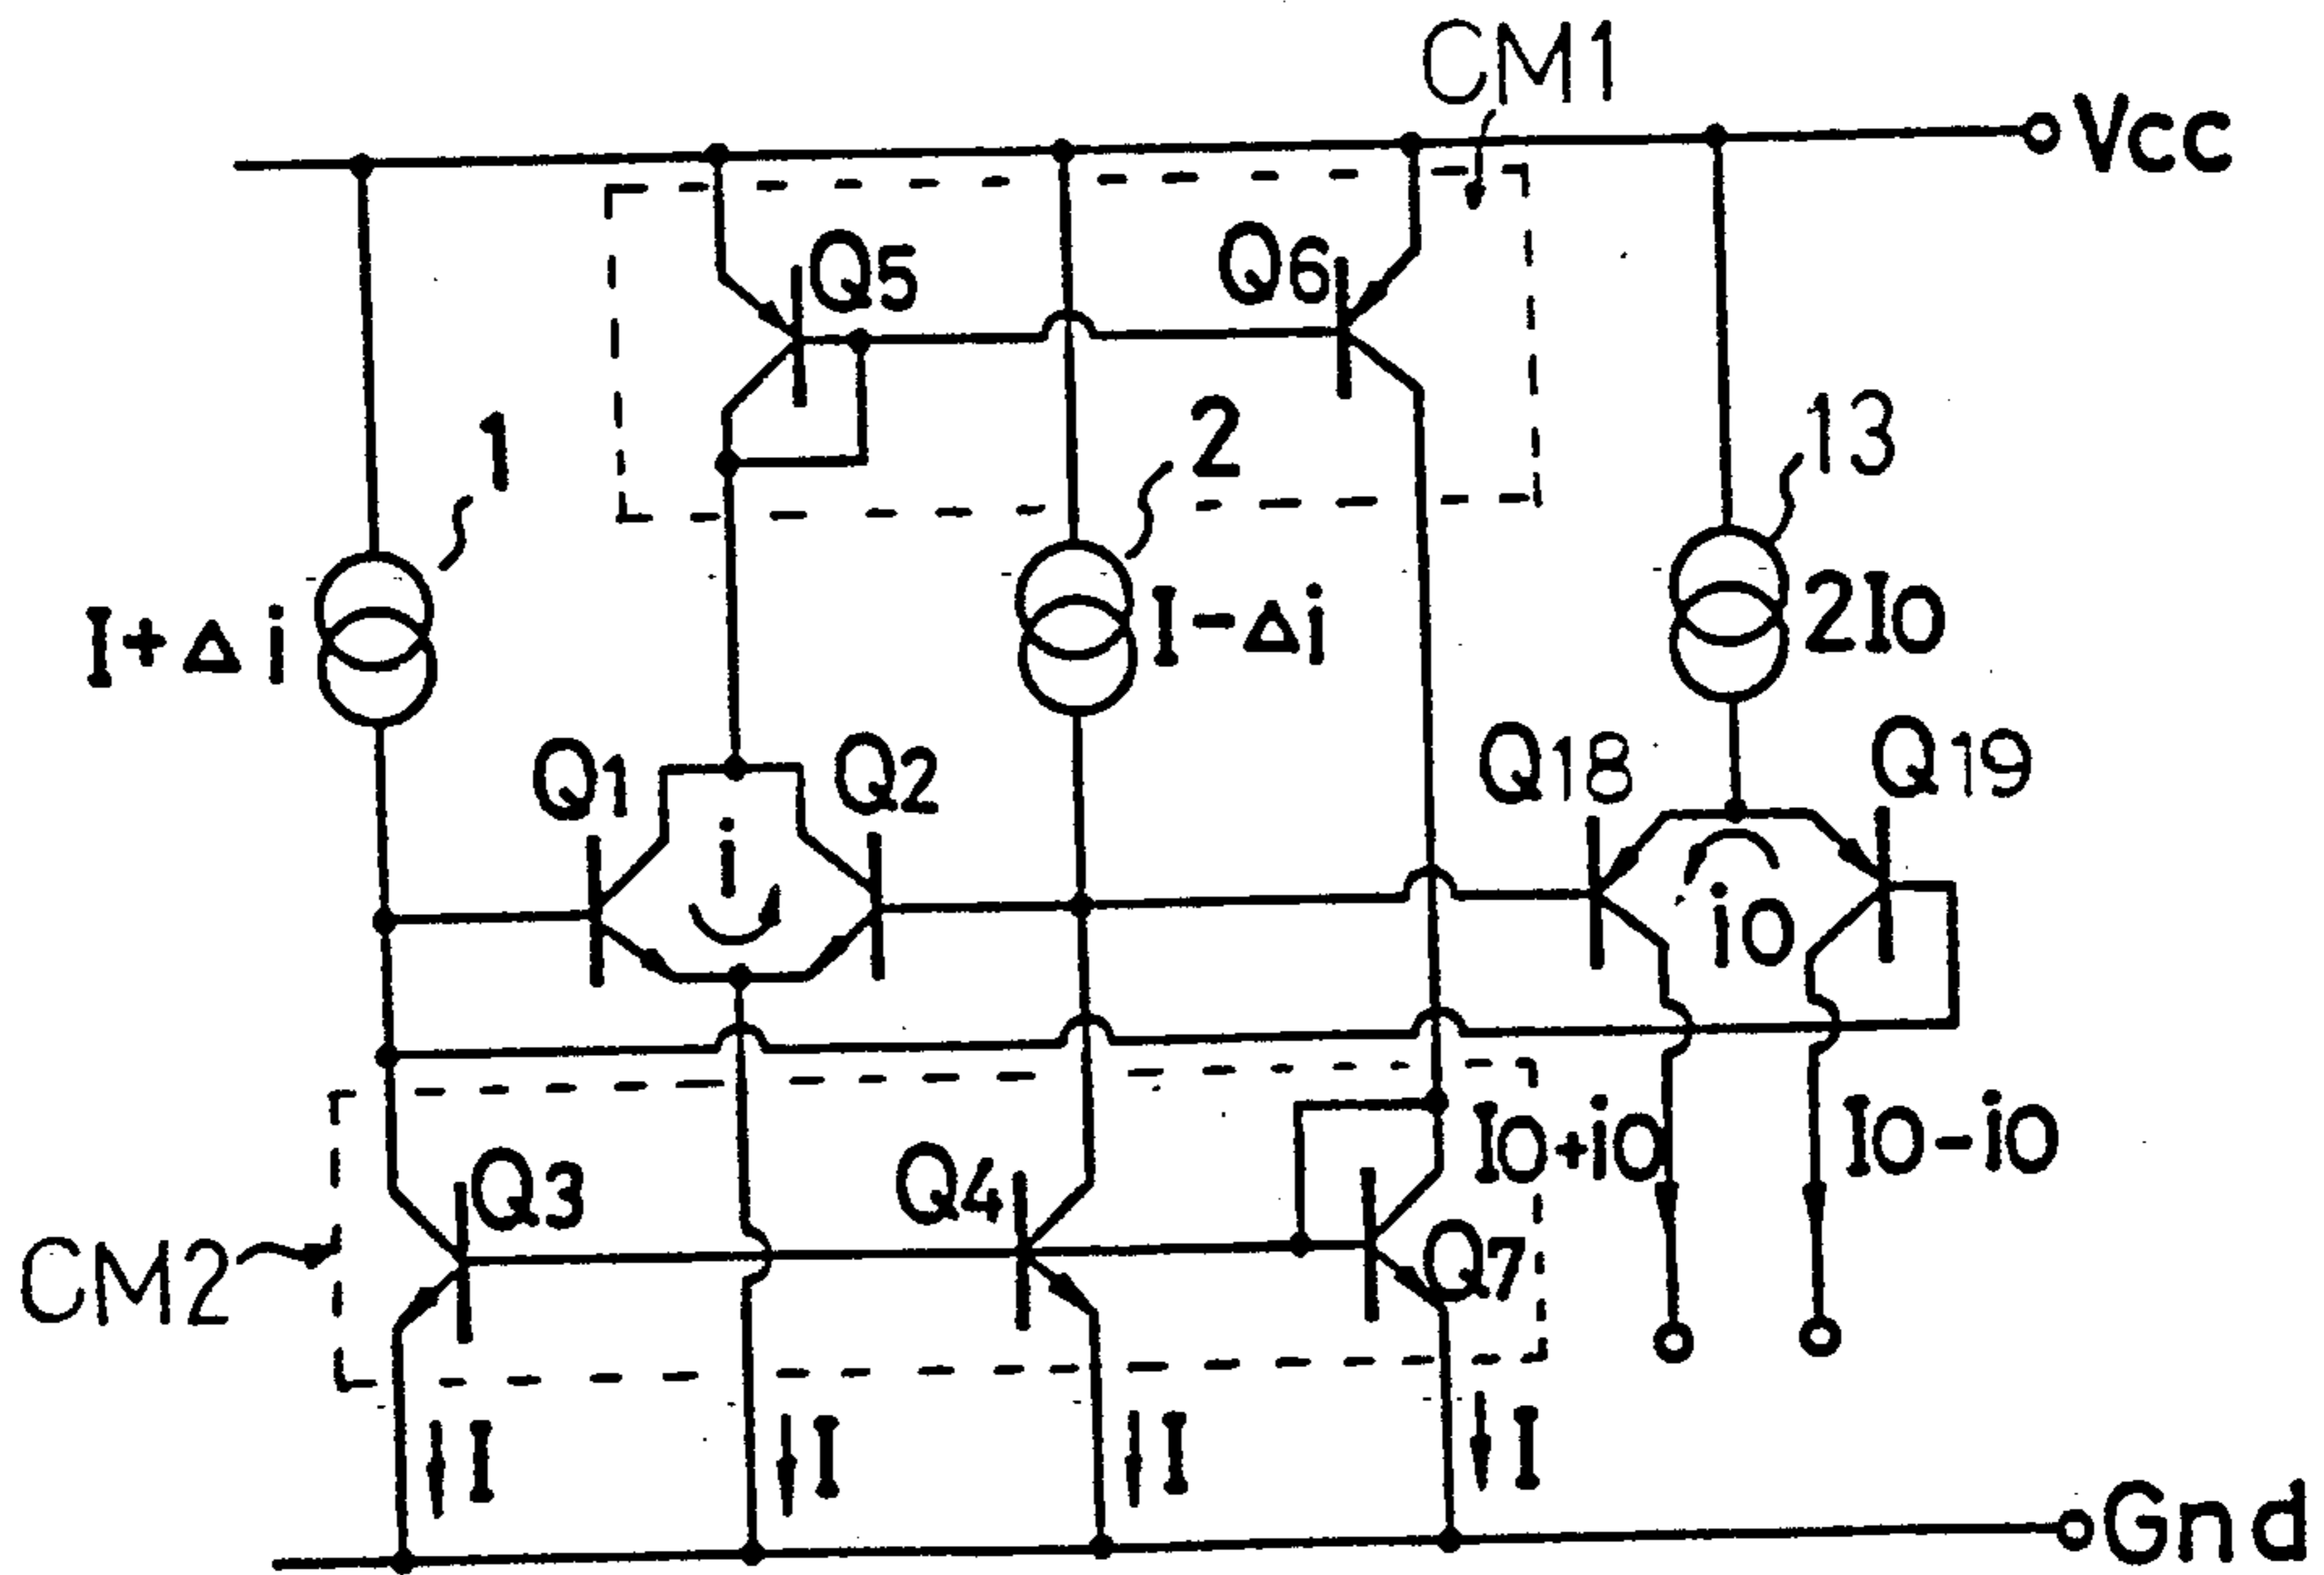 CM1
Vcc
Q5
Q6
1
2
13
I+Δi
I-Δi
2Io
Q1
Q2
Q18
Q19
i
io
Io+io
Io-io
Q3
Q4
Q7
CM2
I
I
I
I
Gnd